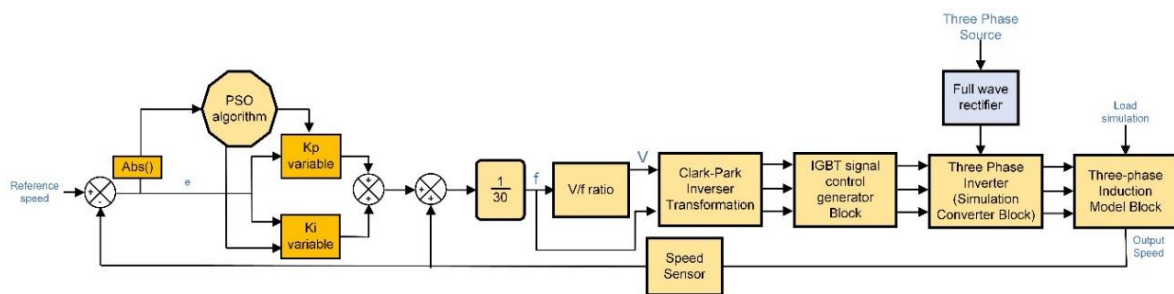 Three Phase
Source
PSO
algorithm
Full wave
rectifier
Load
simulation
Abs()
Kp
variable
Reference
speed
+
-
e
+
+
+
+
1
30
f
V/f ratio
V
Clark-Park
Inverser
Transformation
IGBT signal
control
generator
Block
Three Phase
Inverter
(Simulation
Converter Block)
Three-phase
Induction
Model Block
Ki
variable
Speed
Sensor
Output
Speed